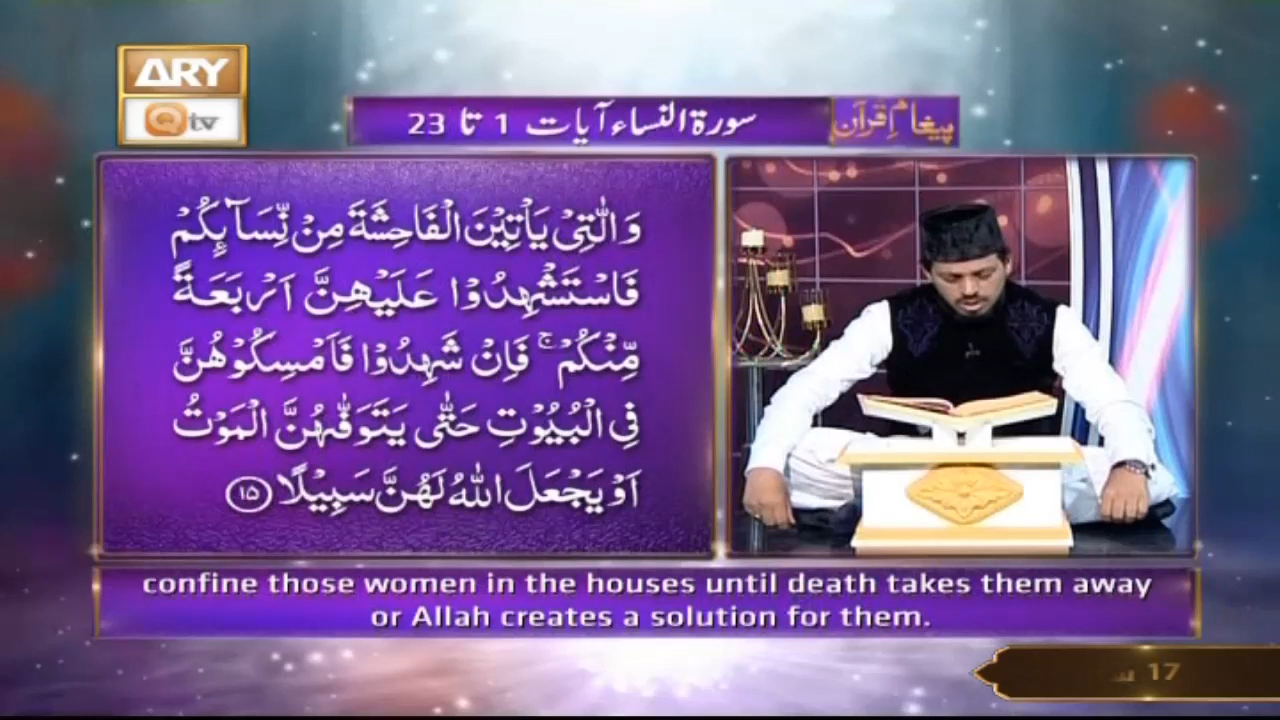 ARY
Qtv
سورۃ النساء آیات 1 تا 23
پیغامِ قرآن
وَالّٰتِیْ یَاْتِیْنَ الْفَاحِشَةَ مِنْ نِّسَآىِٕكُمْ
فَاسْتَشْهِدُوْا عَلَیْهِنَّ اَرْبَعَةً
مِّنْكُمْ ۚ فَاِنْ شَهِدُوْا فَاَمْسِكُوْهُنَّ
فِی الْبُیُوْتِ حَتّٰی یَتَوَفّٰىهُنَّ الْمَوْتُ
اَوْ یَجْعَلَ اللّٰهُ لَهُنَّ سَبِیْلًا ۝۱۵
confine those women in the houses until death takes them away
or Allah creates a solution for them.
17